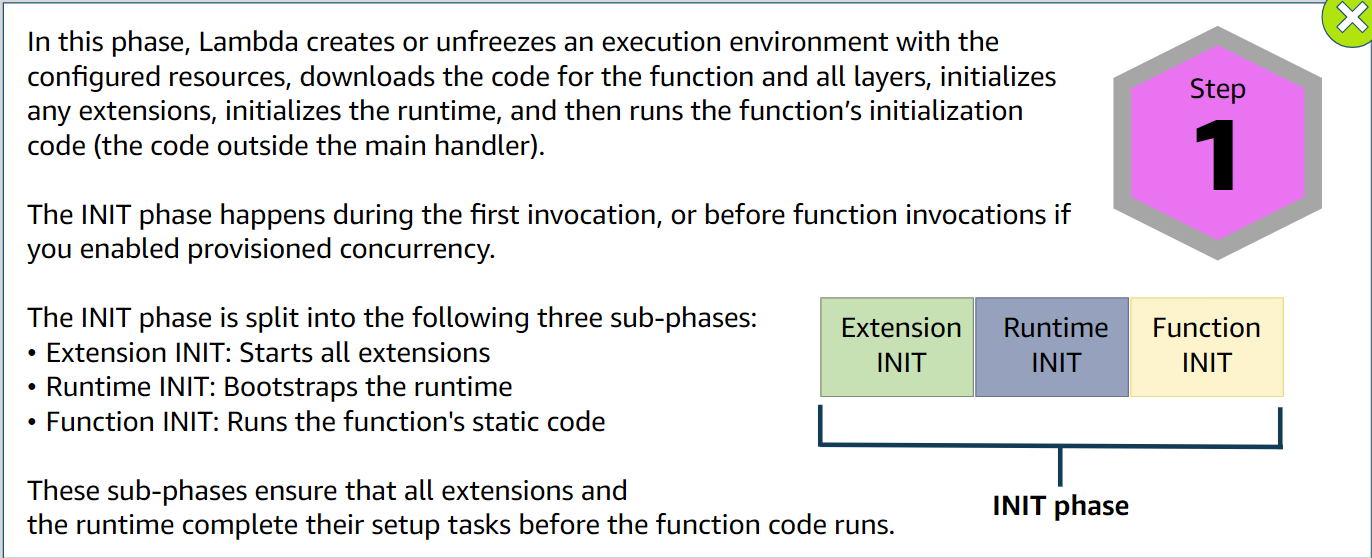 In this phase, Lambda creates or unfreezes an execution environment with the
configured resources, downloads the code for the function and all layers, initializes
any extensions, initializes the runtime, and then runs the function’s initialization
code (the code outside the main handler).
Step
1
The INIT phase happens during the first invocation, or before function invocations if
you enabled provisioned concurrency.
The INIT phase is split into the following three sub-phases:
• Extension INIT: Starts all extensions
• Runtime INIT: Bootstraps the runtime
• Function INIT: Runs the function's static code
Extension
INIT
Runtime
INIT
Function
INIT
INIT phase
These sub-phases ensure that all extensions and
the runtime complete their setup tasks before the function code runs.